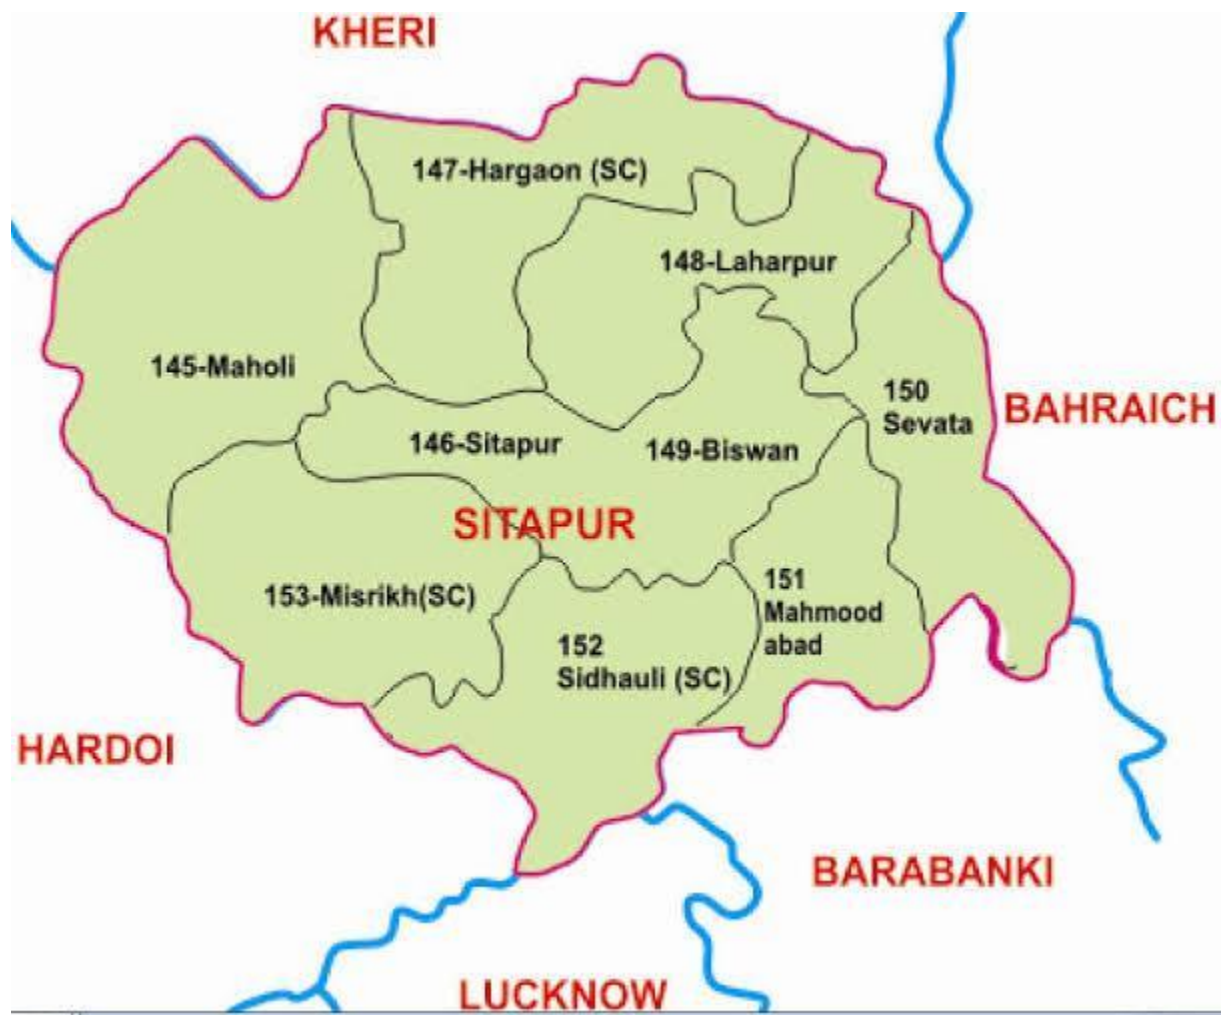 KHERI
147-Hargaon (SC)
148-Laharpur
145-Maholi
150
Sevata
BAHRAICH
146-Sitapur
149-Biswan
SITAPUR
153-Misrikh(SC)
151
Mahmood
abad
152
Sidhauli (SC)
HARDOI
BARABANKI
LUCKNOW